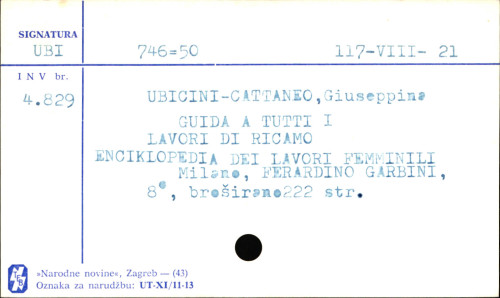 SIGNATURA
UBI 746=50 117-VIII- 21
INV br.
4.829
UBICINI-CATTANEO,Giuseppina
GUIDA A TUTTI I
LAVORI DI RICAMO
ENCIKLOPEDIA DEI LAVORI FEMMINILI
Milano, FERARDINO GARBINI,
8°, broširano222 str.
»Narodne novine«, Zagreb — (43)
Oznaka za narudžbu: UT-XI/11-13